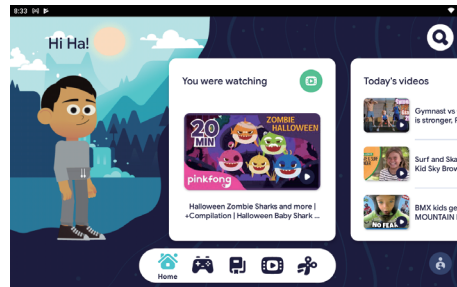 8:33
Hi Ha!
You were watching
20
MIN
ZOMBIE
HALLOWEEN
pinkfong
Halloween Zombie Sharks and more |
+Compilation | Halloween Baby Shark ...
Today's videos
Gymnast vs
is stronger,
Surf and Ska
Kid Sky Brow
BMX kids ge
MOUNTAIN
NO FEAR
Home